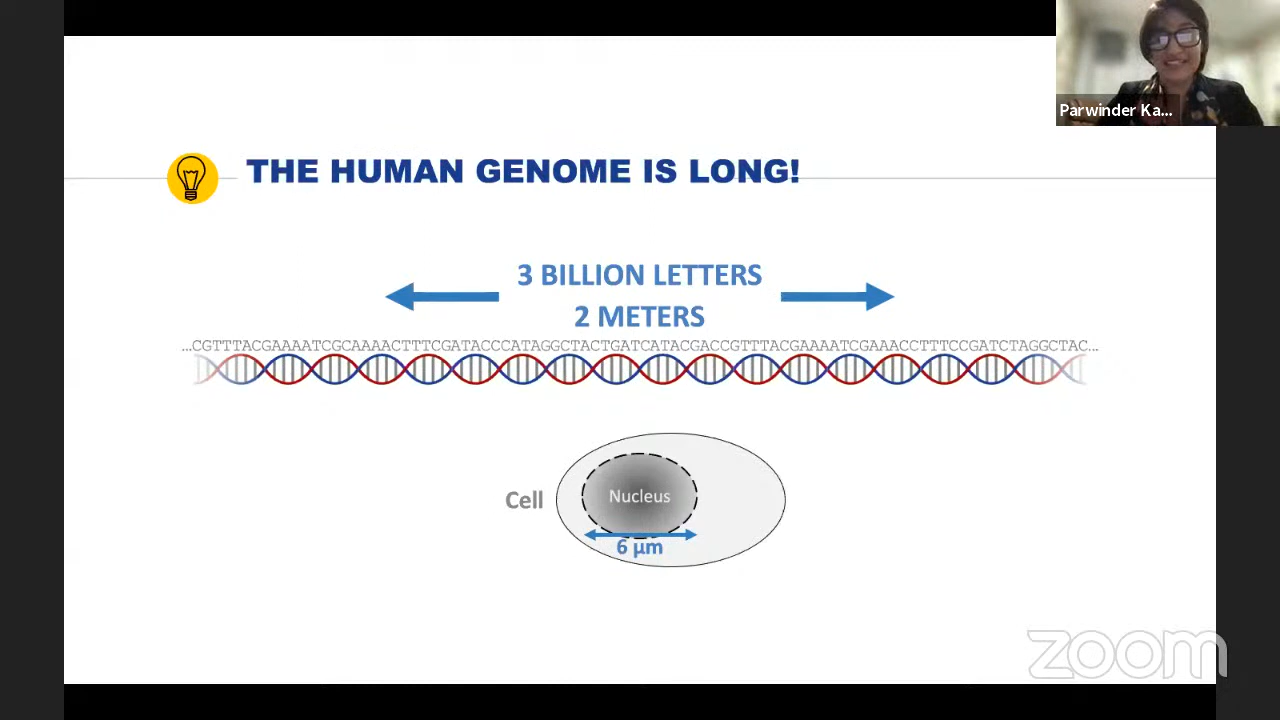 Parwinder Ka...
THE HUMAN GENOME IS LONG!
3 BILLION LETTERS
2 METERS
...CGTTTACGAAAATCGCAAAACTTTCGATACCCATAGGCTACTGATCATACGACCGTTTACGAAAATCGAAACCTTTCCGATCTAGGCTAC...
Cell
Nucleus
6 μm
zoom